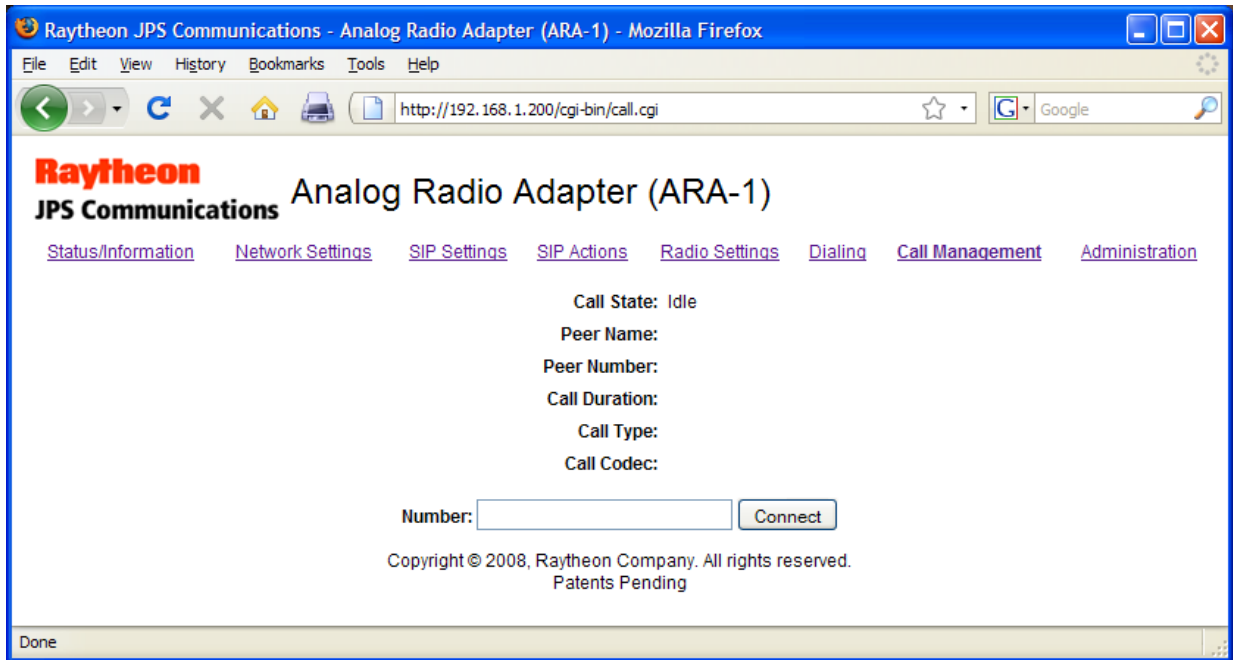 Raytheon JPS Communications - Analog Radio Adapter (ARA-1) - Mozilla Firefox
File Edit View History Bookmarks Tools Help
http://192.168.1.200/cgi-bin/call.cgi G Google
Raytheon
JPS Communications Analog Radio Adapter (ARA-1)
Status/Information Network Settings SIP Settings SIP Actions Radio Settings Dialing Call Management Administration
Call State: Idle
Peer Name:
Peer Number:
Call Duration:
Call Type:
Call Codec:
Number: Connect
Copyright © 2008, Raytheon Company. All rights reserved.
Patents Pending
Done